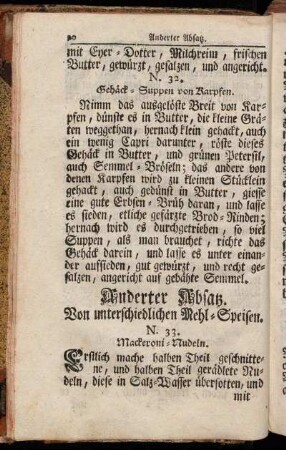 20 Anderter Absatz.
mit Eyer-Dotter, Milchreim, frischen
Butter, gewürzt, gesalzen, und angericht.
N. 32.
Gehäck-Suppen von Karpfen.
Nimm das ausgelöste Breit von Kar-
pfen, dünste es in Butter, die kleine Grä-
ten weggethan, hernach klein gehackt, auch
ein wenig Capri darunter, röste dieses
Gehäck in Butter, und grünen Petersil,
auch Semmel-Bröseln; das andere von
denen Karpfen wird zu kleinen Stücklein
gehackt, auch gedünst in Butter, giesse
eine gute Erbsen-Brüh daran, und lasse
es sieden, etliche gefärzte Brod-Rinden;
hernach wird es durchgetrieben, so viel
Suppen, als man brauchet, richte das
Gehäck darein, und lasse es unter einan-
der aufsieden, gut gewürzt, und recht ge-
salzen, angericht auf gebähte Semmel.
Anderter Absatz.
Von unterschiedlichen Mehl-Speisen.
N. 33.
Mackeroni-Nudeln.
Erstlich mache halben Theil geschnitte-
ne, und halben Theil gerädlete Nu-
deln, diese in Salz-Wasser übersotten, und
mit